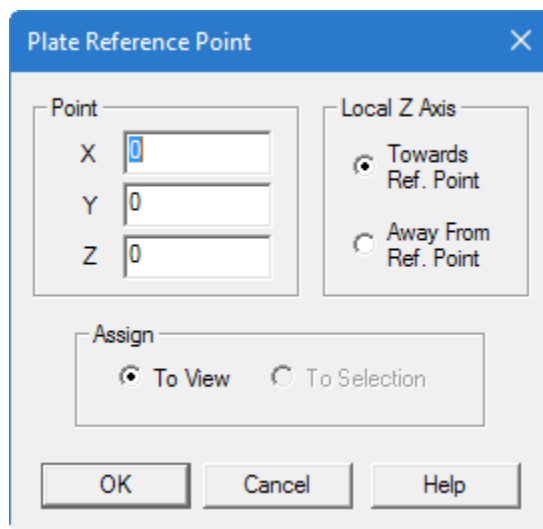 Plate Reference Point
Point
X 0
Y 0
Z 0
Local Z Axis
Towards
Ref. Point
Away From
Ref. Point
Assign
To View To Selection
OK Cancel Help